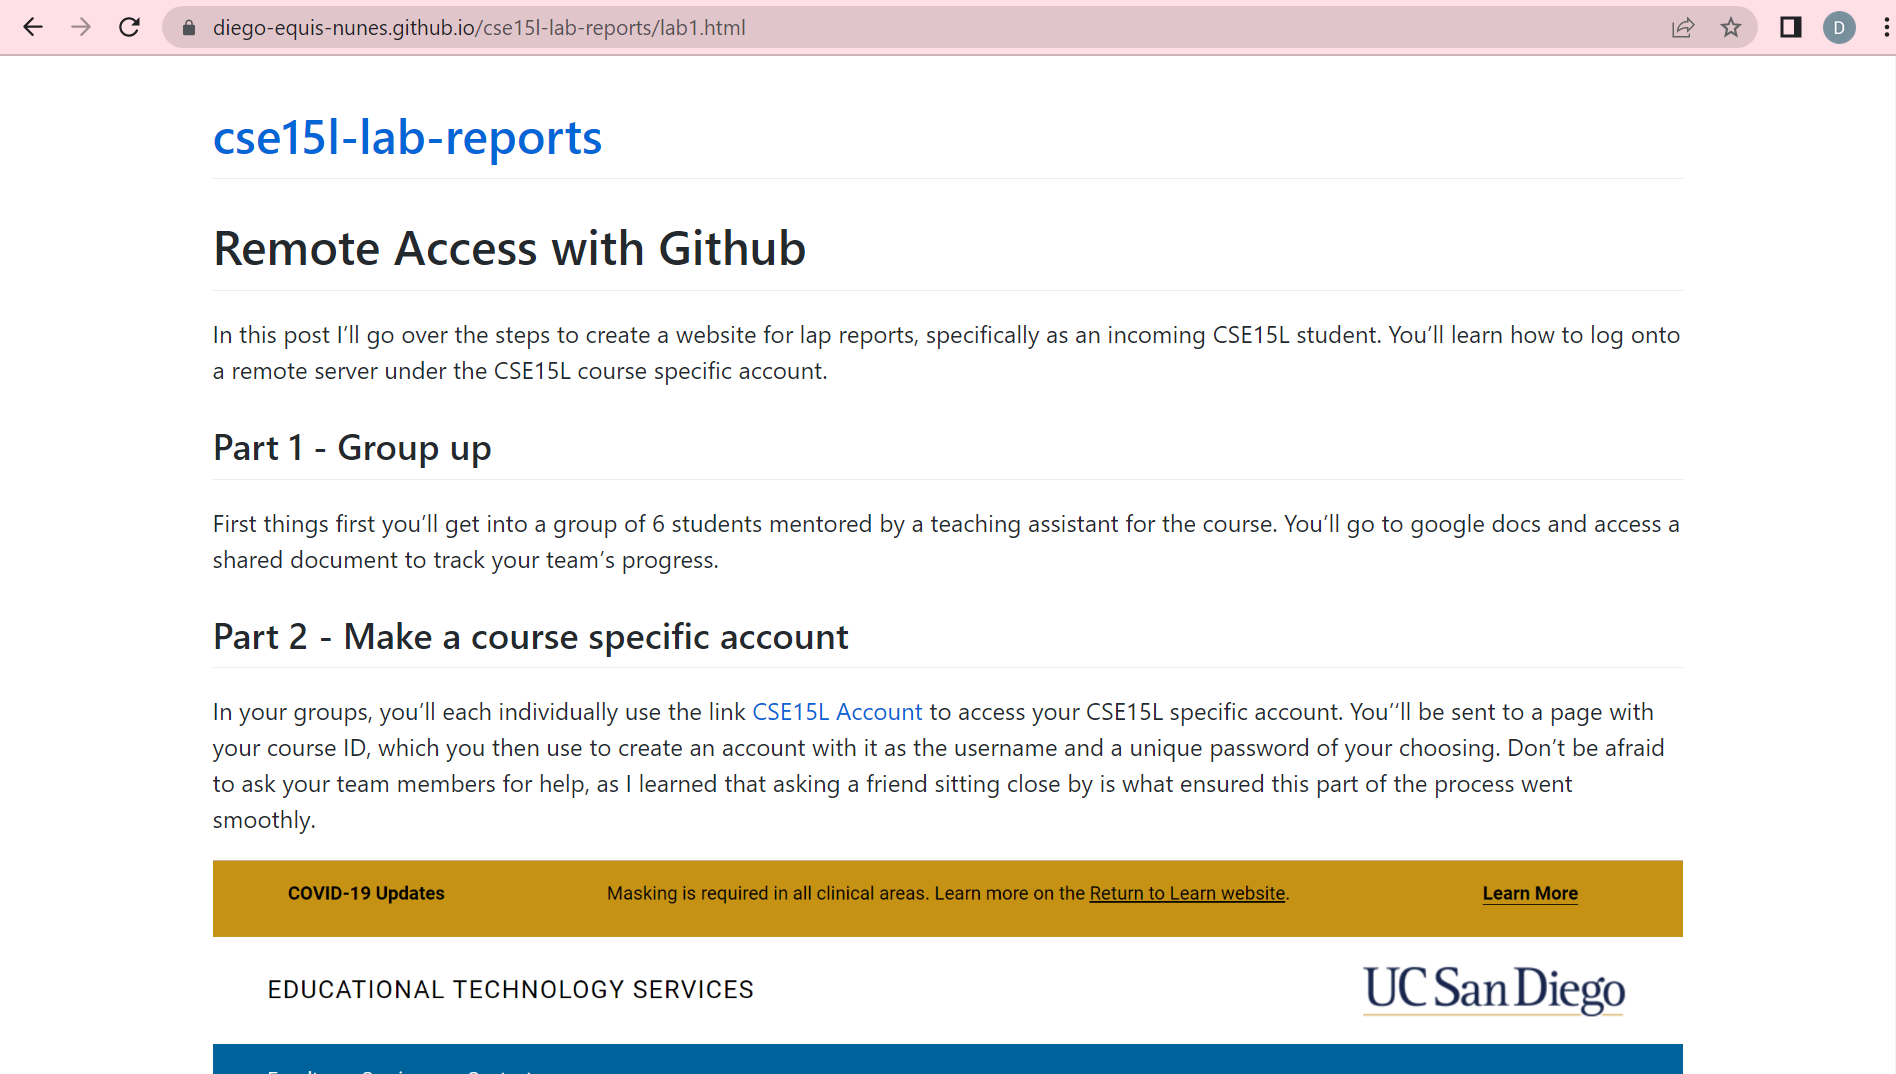 diego-equis-nunes.github.io/cse15l-lab-reports/lab1.html
D
cse15l-lab-reports
Remote Access with Github
In this post I’ll go over the steps to create a website for lap reports, specifically as an incoming CSE15L student. You’ll learn how to log onto
a remote server under the CSE15L course specific account.
Part 1 - Group up
First things first you’ll get into a group of 6 students mentored by a teaching assistant for the course. You’ll go to google docs and access a
shared document to track your team’s progress.
Part 2 - Make a course specific account
In your groups, you’ll each individually use the link CSE15L Account to access your CSE15L specific account. You’‘ll be sent to a page with
your course ID, which you then use to create an account with it as the username and a unique password of your choosing. Don’t be afraid
to ask your team members for help, as I learned that asking a friend sitting close by is what ensured this part of the process went
smoothly.
COVID-19 Updates Masking is required in all clinical areas. Learn more on the Return to Learn website. Learn More
EDUCATIONAL TECHNOLOGY SERVICES UC San Diego